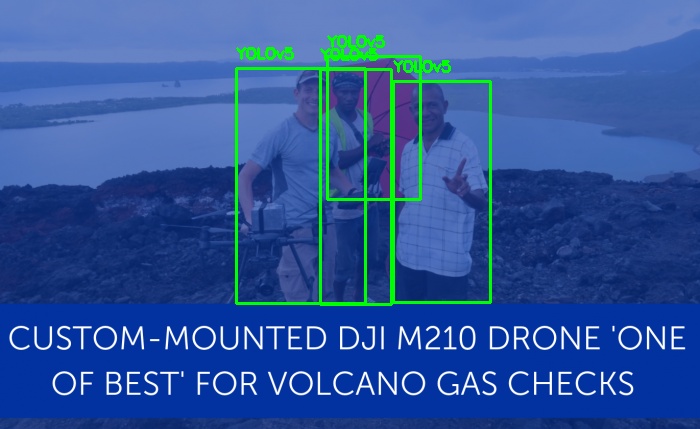 YOLOv5
YOLOv5
YOLOv5
YOLOv5
CUSTOM-MOUNTED DJI M210 DRONE 'ONE
OF BEST' FOR VOLCANO GAS CHECKS